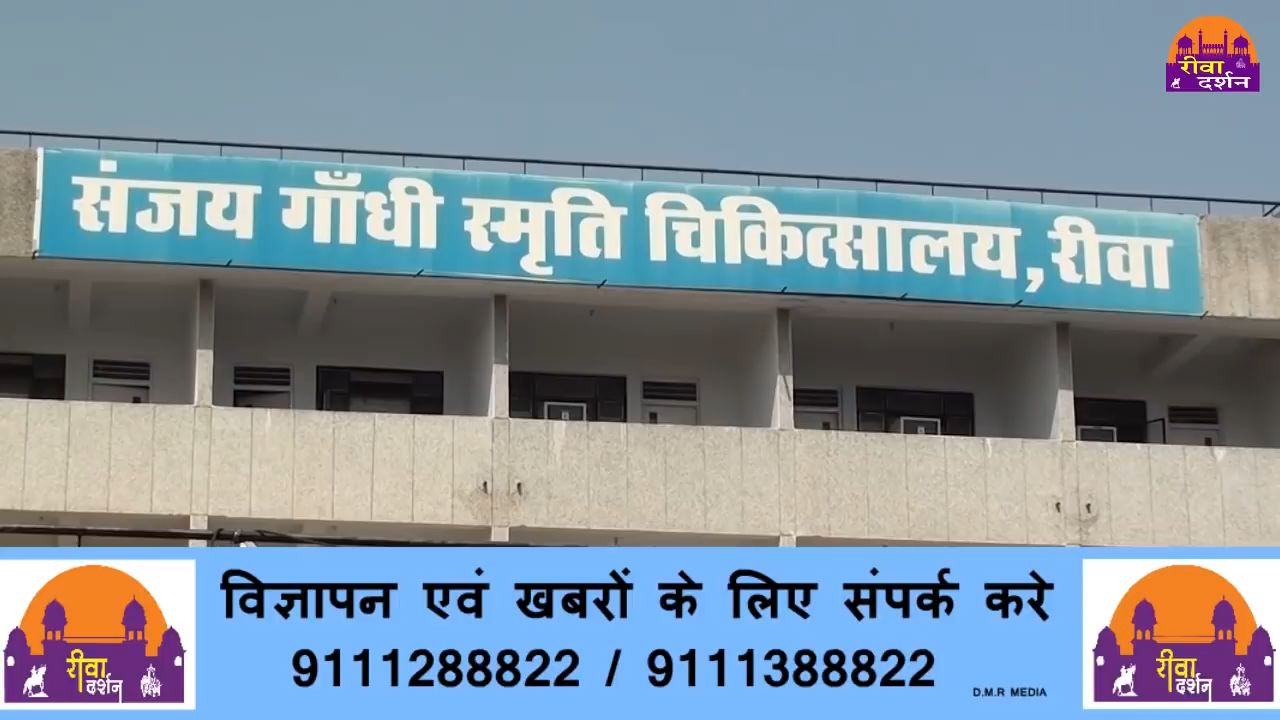 रीवा
दर्शन
संजय गाँधी स्मृति चिकित्सालय, रीवा
विज्ञापन एवं खबरों के लिए संपर्क करे
9111288822 / 9111388822
D.M.R MEDIA
रीवा
दर्शन
रीवा
दर्शन